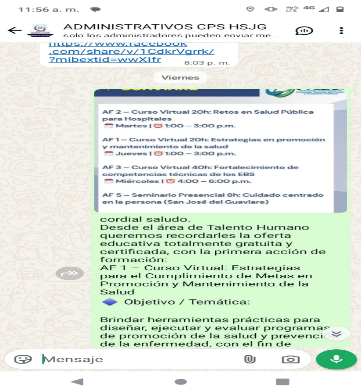 11:56 a. m.
4G
ADMINISTRATIVOS CPS HSJG
solo los administradores pueden enviar me...
https://www.facebook
.com/share/v/1CdkrVgrrk/
?mibextid=wwXIfr
8:03 p. m.
Viernes
AF 2 – Curso Virtual 20h: Retos en Salud Pública
para Hospitales
Martes | 1:00 – 3:00 p.m.
AF 1 – Curso Virtual 20h: Estrategias en promoción
y mantenimiento de la salud
Jueves | 1:00 – 3:00 p.m.
AF 3 – Curso Virtual 40h: Fortalecimiento de
competencias técnicas de los EBS
Miércoles | 4:00 – 6:00 p.m.
AF 5 – Seminario Presencial 8h: Cuidado centrado
en la persona (San José del Guaviare)
cordial saludo.
Desde el área de Talento Humano
queremos recordarles la oferta
educativa totalmente gratuita y
certificada, con la primera acción de
formación:
AF 1 – Curso Virtual: Estrategias
para el Cumplimiento de Metas en
Promoción y Mantenimiento de la
Salud
🔷 Objetivo / Temática:
Brindar herramientas prácticas para
diseñar, ejecutar y evaluar programas
de promoción de la salud y prevenci
de la enfermedad, con el fin de
Mensaje